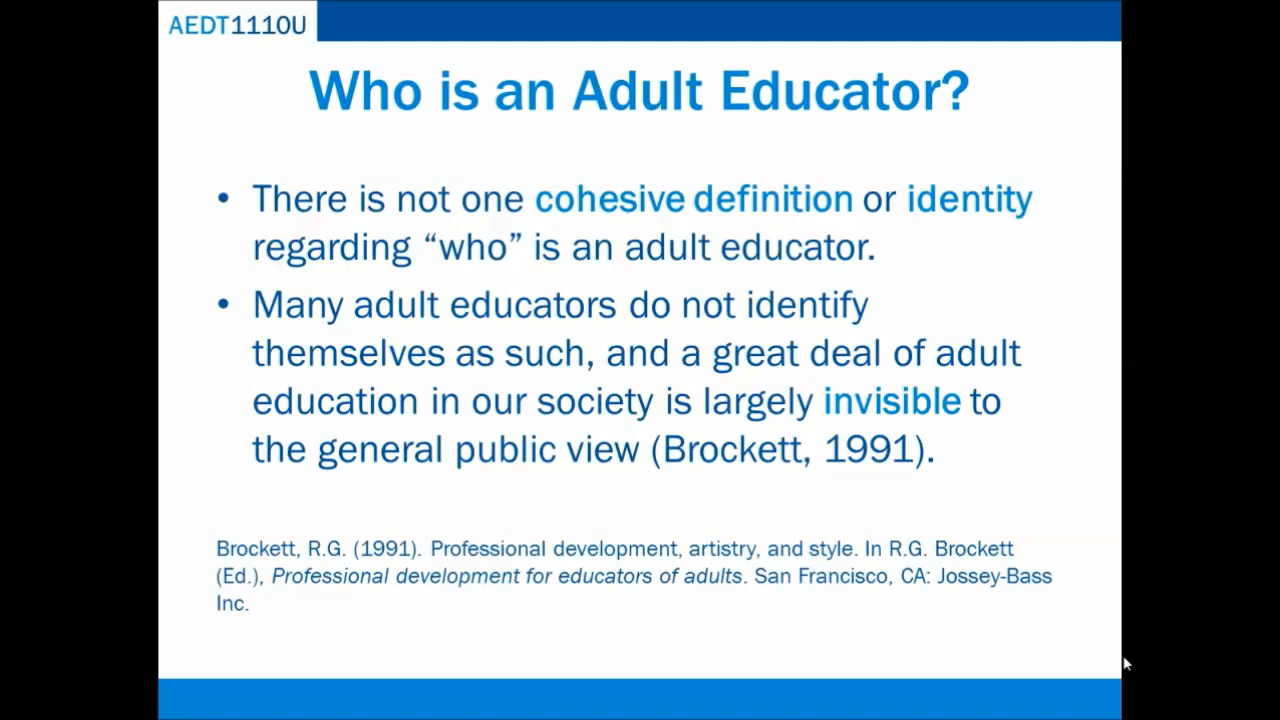 AEDT1110U
Who is an Adult Educator?
• There is not one cohesive definition or identity
regarding “who” is an adult educator.
• Many adult educators do not identify
themselves as such, and a great deal of adult
education in our society is largely invisible to
the general public view (Brockett, 1991).
Brockett, R.G. (1991). Professional development, artistry, and style. In R.G. Brockett
(Ed.), Professional development for educators of adults. San Francisco, CA: Jossey-Bass
Inc.